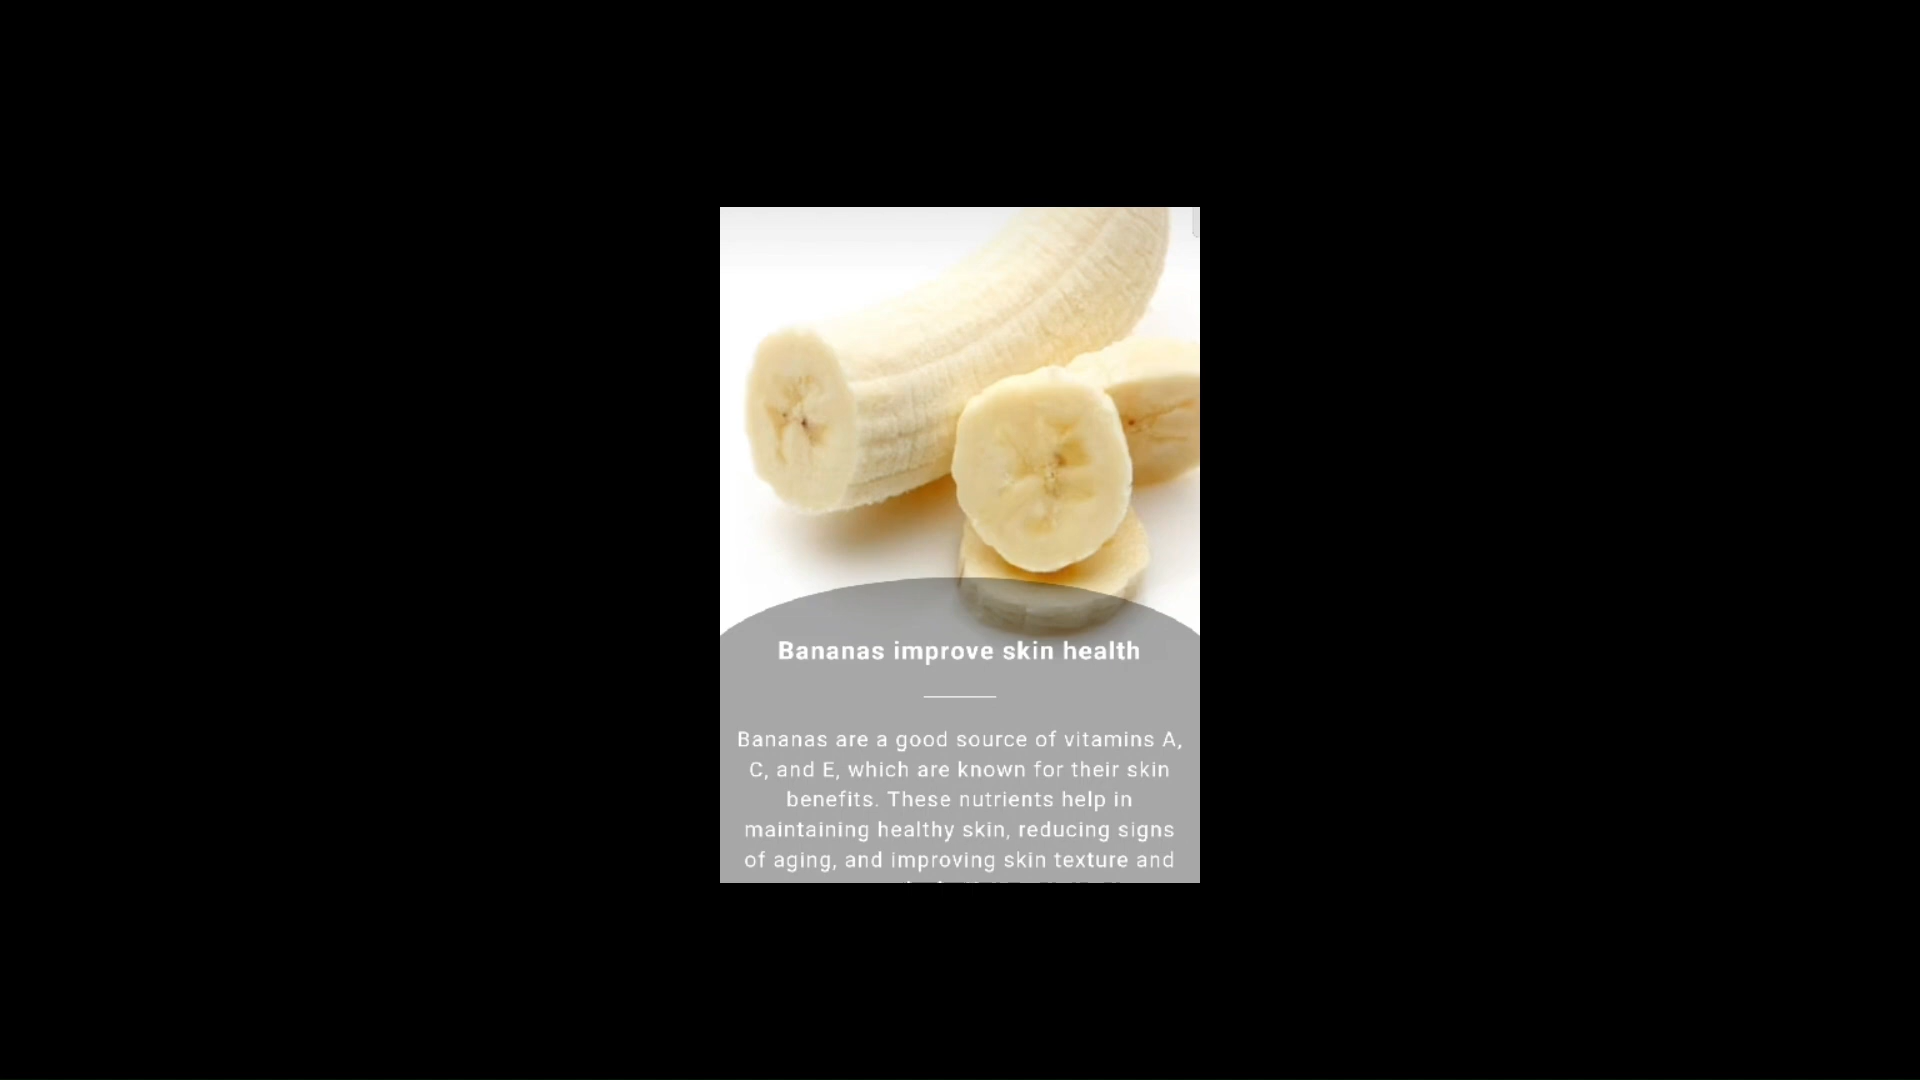 Bananas improve skin health
Bananas are a good source of vitamins A,
C, and E, which are known for their skin
benefits. These nutrients help in
maintaining healthy skin, reducing signs
of aging, and improving skin texture and